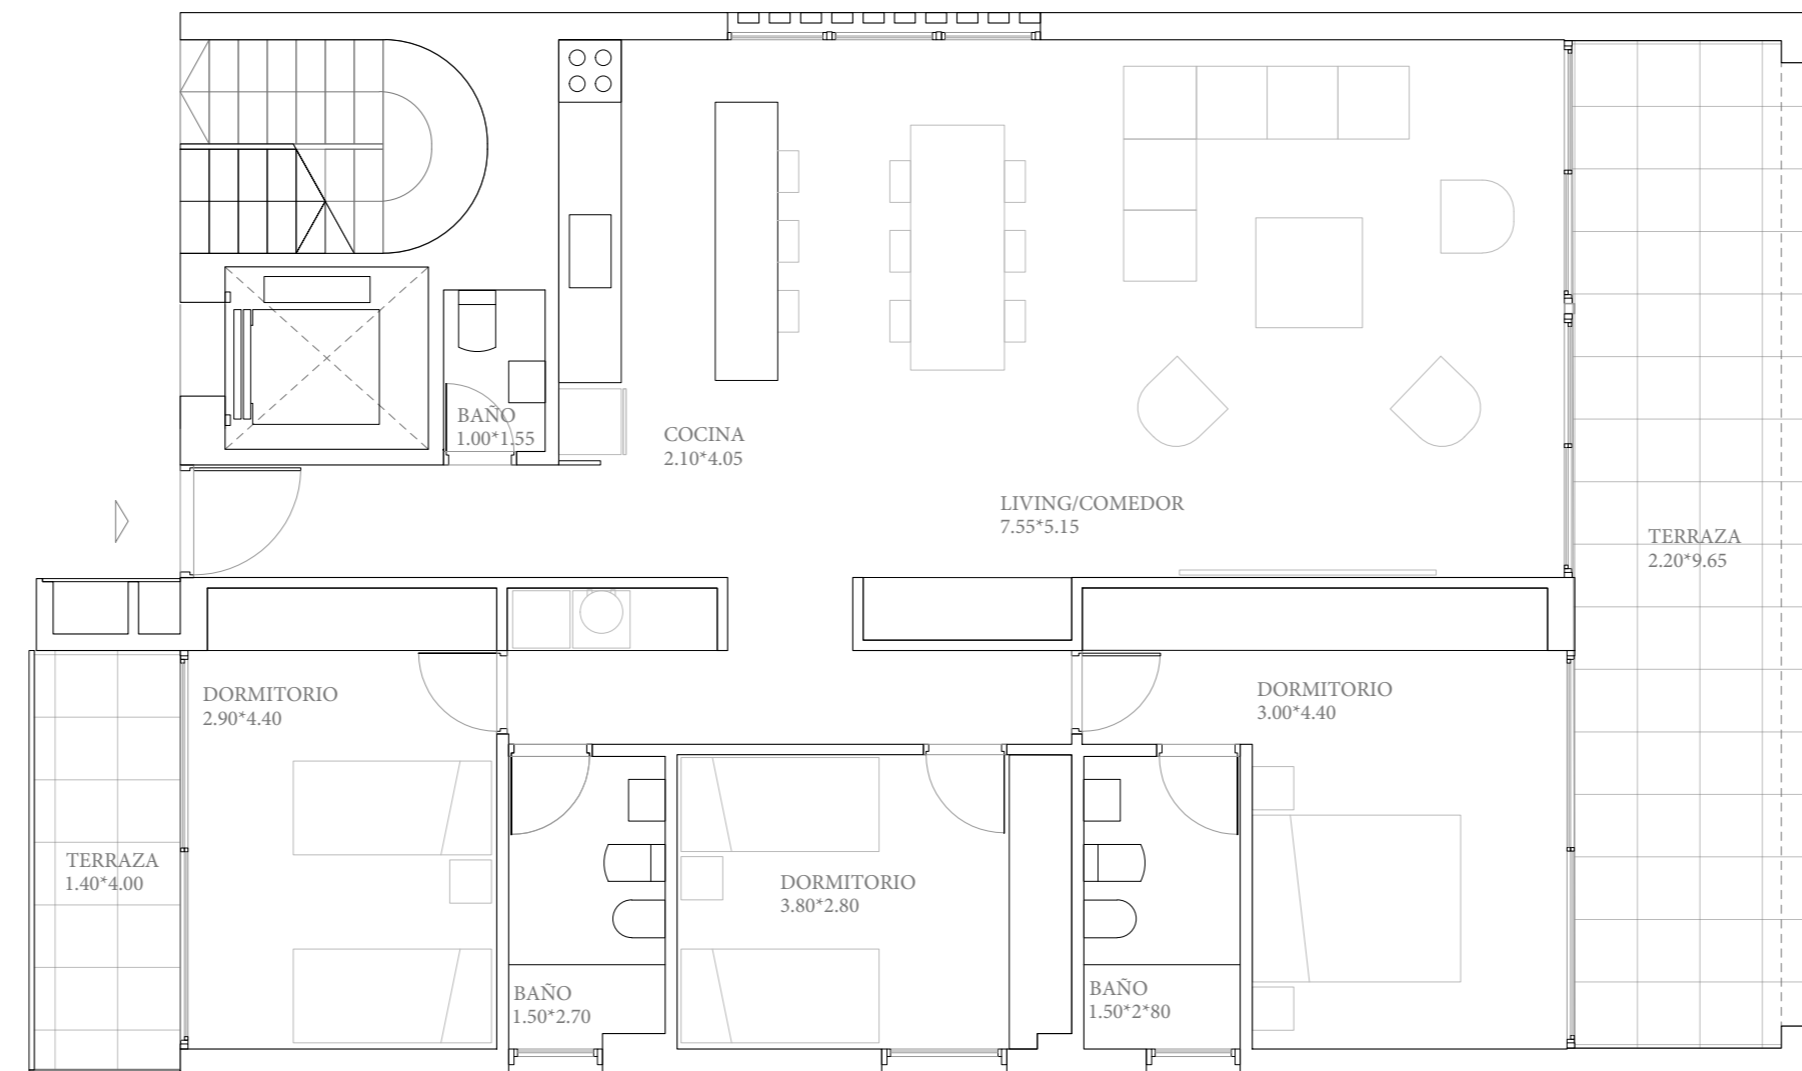 BAÑO
1.00*1.55
COCINA
2.10*4.05
LIVING/COMEDOR
7.55*5.15
TERRAZA
2.20*9.65
DORMITORIO
2.90*4.40
DORMITORIO
3.00*4.40
TERRAZA
1.40*4.00
DORMITORIO
3.80*2.80
BAÑO
1.50*2.70
BAÑO
1.50*2*80